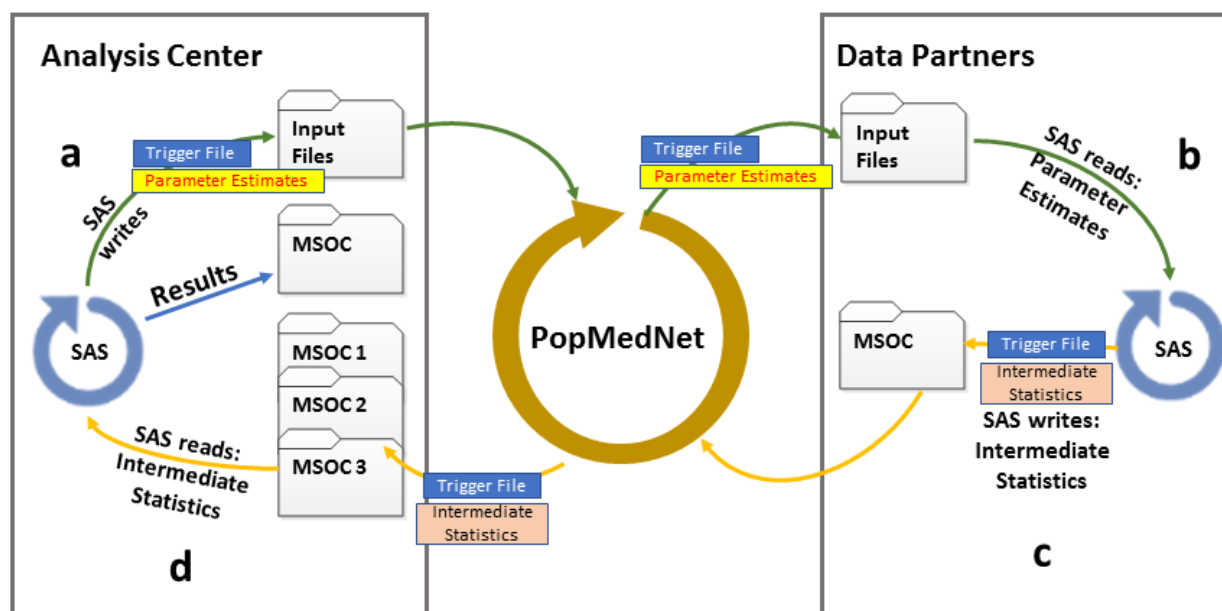 Analysis Center
a
Trigger File
Parameter Estimates
Input
Files
SAS
writes
MSOC
Results
SAS
MSOC 1
MSOC 2
MSOC 3
SAS reads:
Intermediate
Statistics
d
Trigger File
Intermediate
Statistics
PopMedNet
Trigger File
Parameter Estimates
Data Partners
Input
Files
SAS reads:
Parameter
Estimates
b
MSOC
Trigger File
Intermediate
Statistics
SAS
SAS writes:
Intermediate
Statistics
c